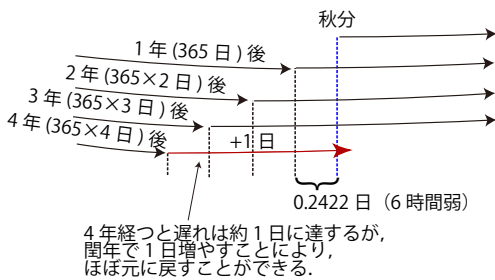 秋分
1 年 (365 日 ) 後
2 年 (365×2 日 ) 後
3 年 (365×3 日 ) 後
4 年 (365×4 日 ) 後
+1 日
0.2422 日（6 時間弱）
4 年経つと遅れは約 1 日に達するが，
閏年で 1 日増やすことにより，
ほぼ元に戻すことができる．